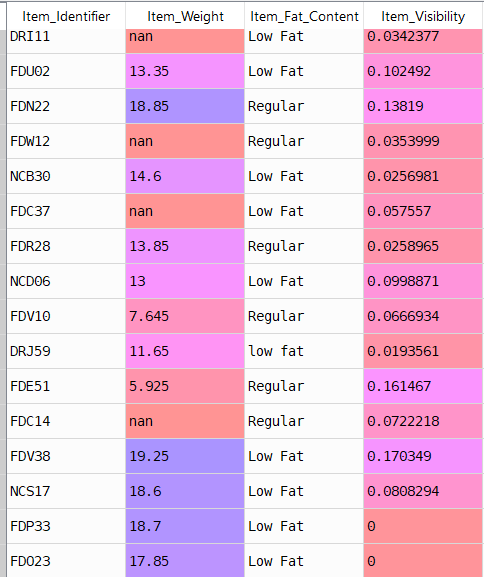 Item_Identifier Item_Weight Item_Fat_Content Item_Visibility
DRI11 nan Low Fat 0.0342377
FDU02 13.35 Low Fat 0.102492
FDN22 18.85 Regular 0.13819
FDW12 nan Regular 0.0353999
NCB30 14.6 Low Fat 0.0256981
FDC37 nan Low Fat 0.057557
FDR28 13.85 Regular 0.0258965
NCD06 13 Low Fat 0.0998871
FDV10 7.645 Regular 0.0666934
DRJ59 11.65 low fat 0.0193561
FDE51 5.925 Regular 0.161467
FDC14 nan Regular 0.0722218
FDV38 19.25 Low Fat 0.170349
NCS17 18.6 Low Fat 0.0808294
FDP33 18.7 Low Fat 0
FDO23 17.85 Low Fat 0